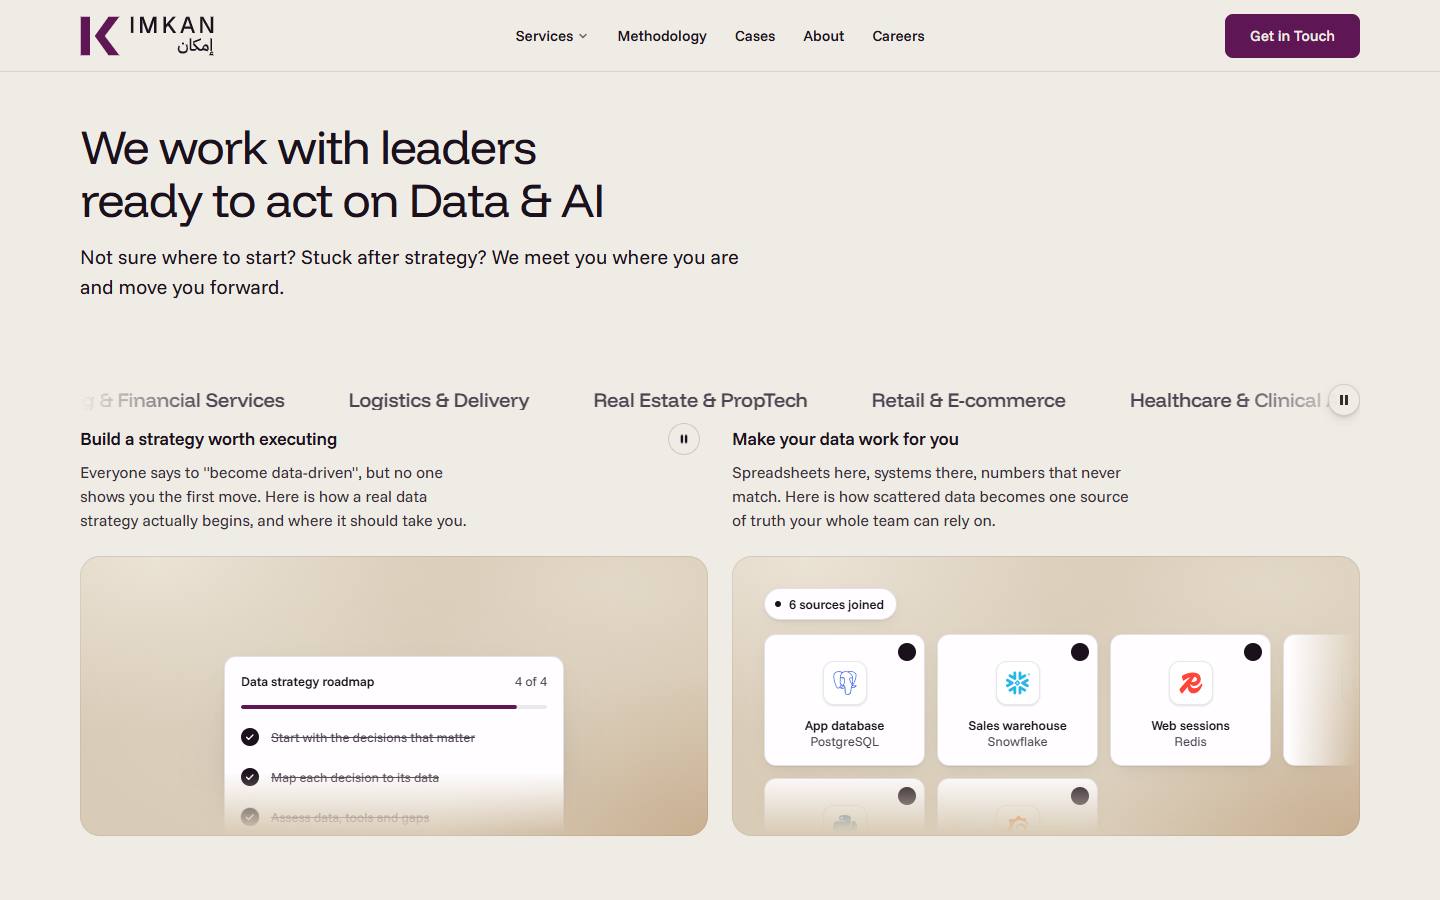 IMKAN
إمكان
Services
Methodology
Cases
About
Careers
Get in Touch
We work with leaders
ready to act on Data & AI
Not sure where to start? Stuck after strategy? We meet you where you are
and move you forward.
g & Financial Services
Logistics & Delivery
Real Estate & PropTech
Retail & E-commerce
Healthcare & Clinical
Build a strategy worth executing
Everyone says to "become data-driven", but no one
shows you the first move. Here is how a real data
strategy actually begins, and where it should take you.
Make your data work for you
Spreadsheets here, systems there, numbers that never
match. Here is how scattered data becomes one source
of truth your whole team can rely on.
Data strategy roadmap
4 of 4
Start with the decisions that matter
Map each decision to its data
Assess data, tools and gaps
6 sources joined
App database
PostgreSQL
Sales warehouse
Snowflake
Web sessions
Redis